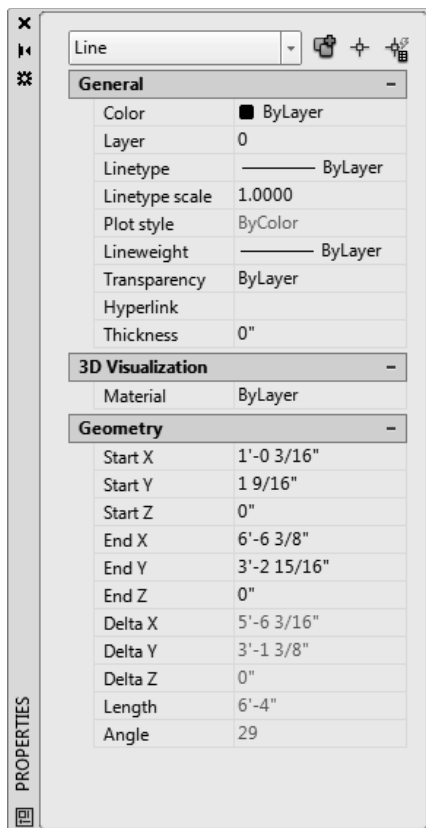 Line
General
Color ByLayer
Layer 0
Linetype ByLayer
Linetype scale 1.0000
Plot style ByColor
Lineweight ByLayer
Transparency ByLayer
Hyperlink
Thickness 0"
3D Visualization
Material ByLayer
Geometry
Start X 1'-0 3/16"
Start Y 1 9/16"
Start Z 0"
End X 6'-6 3/8"
End Y 3'-2 15/16"
End Z 0"
Delta X 5'-6 3/16"
Delta Y 3'-1 3/8"
Delta Z 0"
Length 6'-4"
Angle 29
PROPERTIES